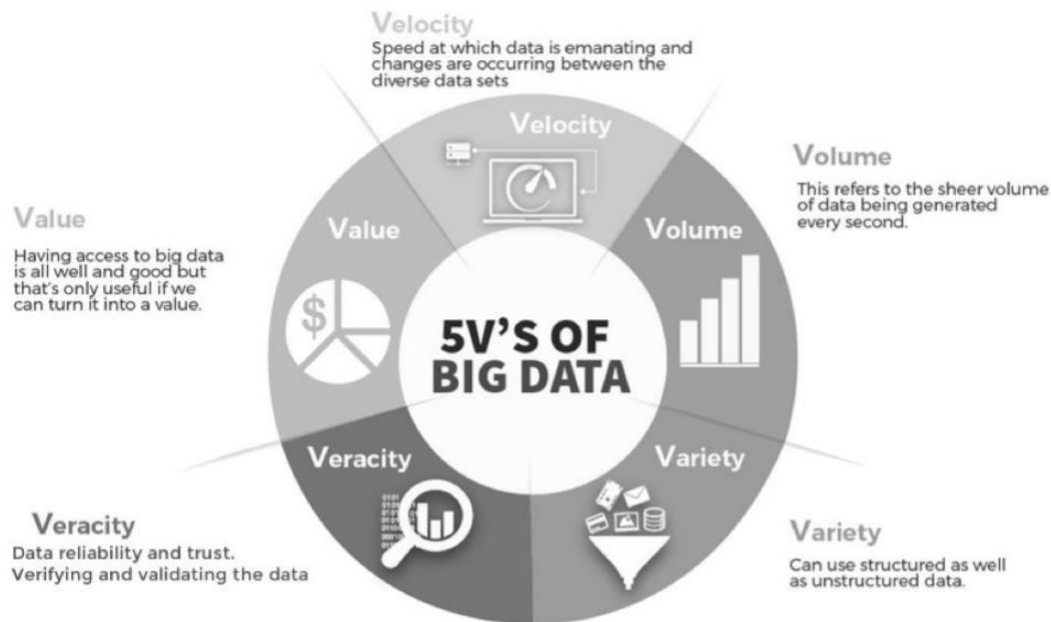 Velocity
Speed at which data is emanating and
changes are occurring between the
diverse data sets
Velocity
Volume
This refers to the sheer volume
of data being generated
every second.
Value
Having access to big data
is all well and good but
that's only useful if we
can turn it into a value.
Value
Volume
5V'S OF
BIG DATA
Veracity
Variety
Veracity
Data reliability and trust.
Verifying and validating the data
Variety
Can use structured as well
as unstructured data.